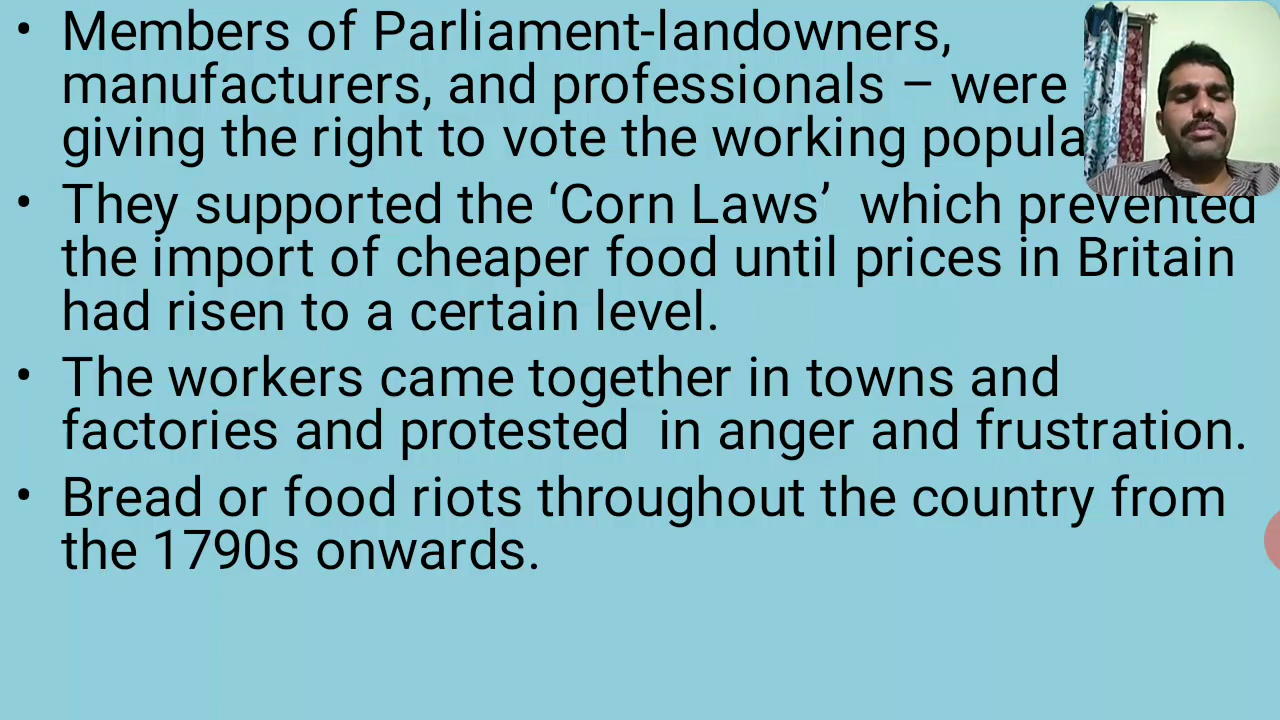 • Members of Parliament-landowners,
manufacturers, and professionals – were
giving the right to vote the working
• They supported the ‘Corn Laws’  which prevented
the import of cheaper food until prices in Britain
had risen to a certain level.
• The workers came together in towns and
factories and protested  in anger and frustration.
• Bread or food riots throughout the country from
the 1790s onwards.